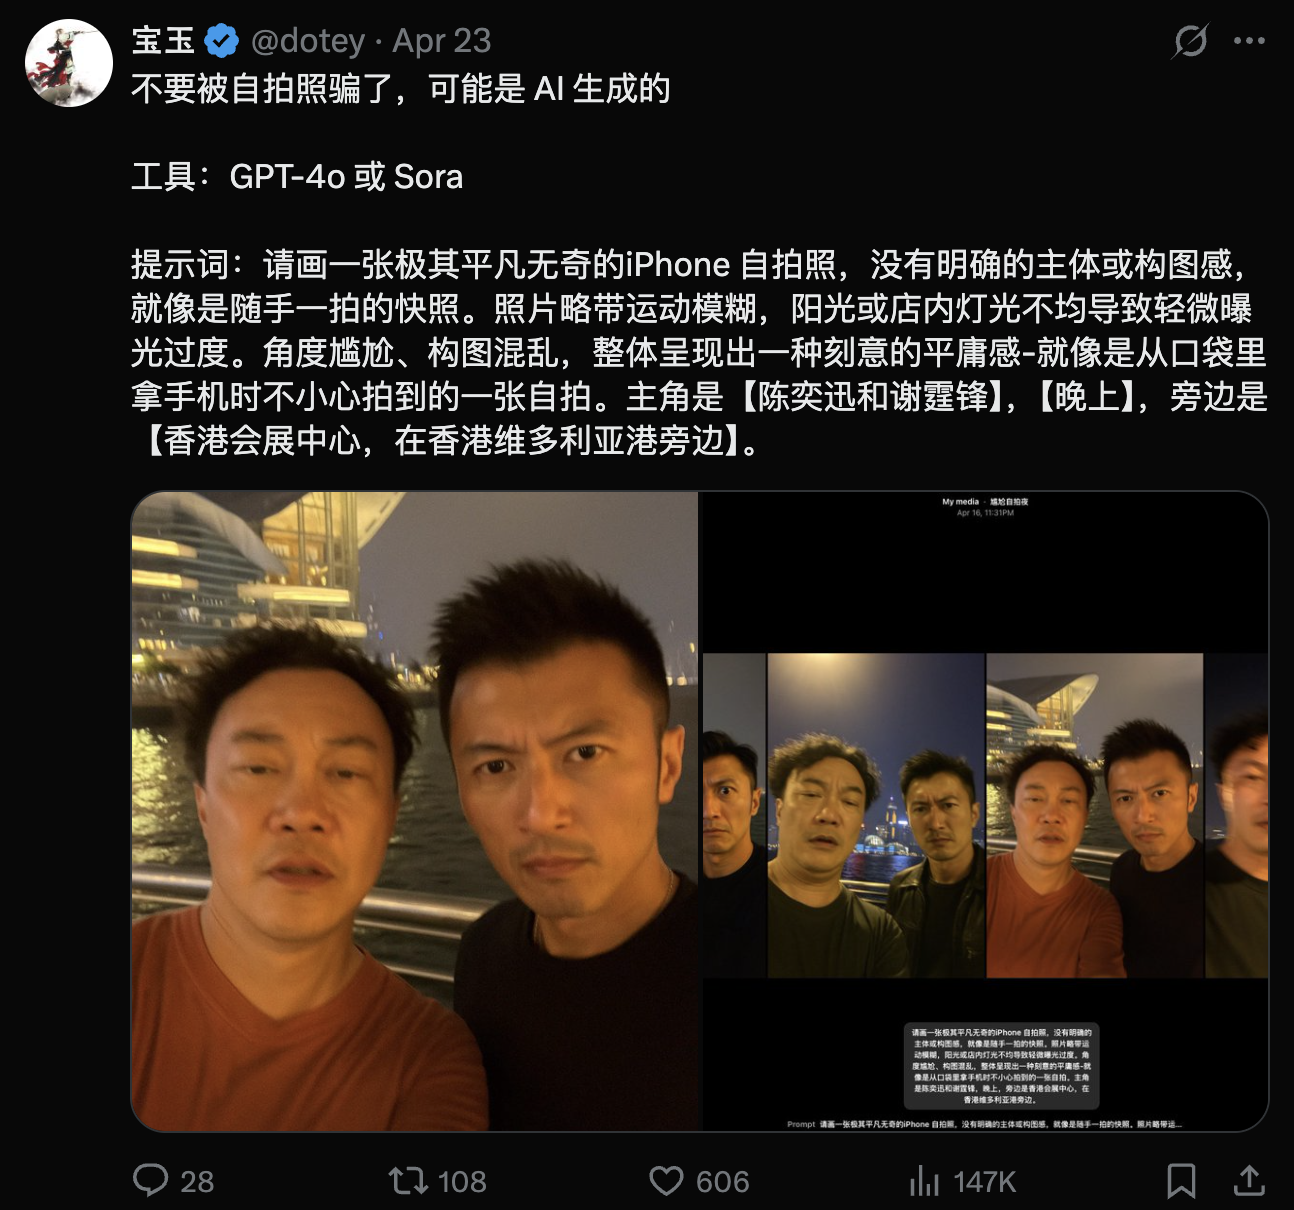 宝玉 @dotey · Apr 23
不要被自拍照骗了，可能是 AI 生成的
工具：GPT-4o 或 Sora
提示词：请画一张极其平凡无奇的iPhone 自拍照，没有明确的主体或构图感，
就像是随手一拍的快照。照片略带运动模糊，阳光或店内灯光不均导致轻微曝
光过度。角度尴尬、构图混乱，整体呈现出一种刻意的平庸感-就像是从口袋里
拿手机时不小心拍到的一张自拍。主角是【陈奕迅和谢霆锋】，【晚上】，旁边是
【香港会展中心，在香港维多利亚港旁边】。
My media · 尴尬自拍夜
Apr 16, 11:31PM
请画一张极其平凡无奇的iPhone 自拍照，没有明确的
主体或构图感，就像是随手一拍的快照。照片略带运
动模糊，阳光或店内灯光不均导致轻微曝光过度。角
度尴尬、构图混乱，整体呈现出一种刻意的平庸感-就
像是从口袋里拿手机时不小心拍到的一张自拍。主角
是陈奕迅和谢霆锋，晚上，旁边是香港会展中心，在
香港维多利亚港旁边。
Prompt 请画一张极其平凡无奇的iPhone 自拍照，没有明确的主体或构图感，就像是随手一拍的快照。照片略带运...
28 108 606 147K